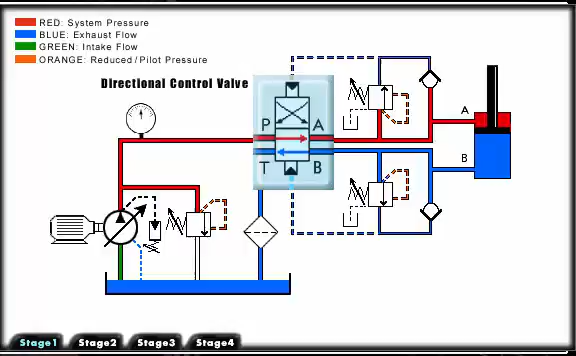 RED: System Pressure
BLUE: Exhaust Flow
GREEN: Intake Flow
ORANGE: Reduced/Pilot Pressure
Directional Control Valve
P A
T B
A
B
Stage1 Stage2 Stage3 Stage4